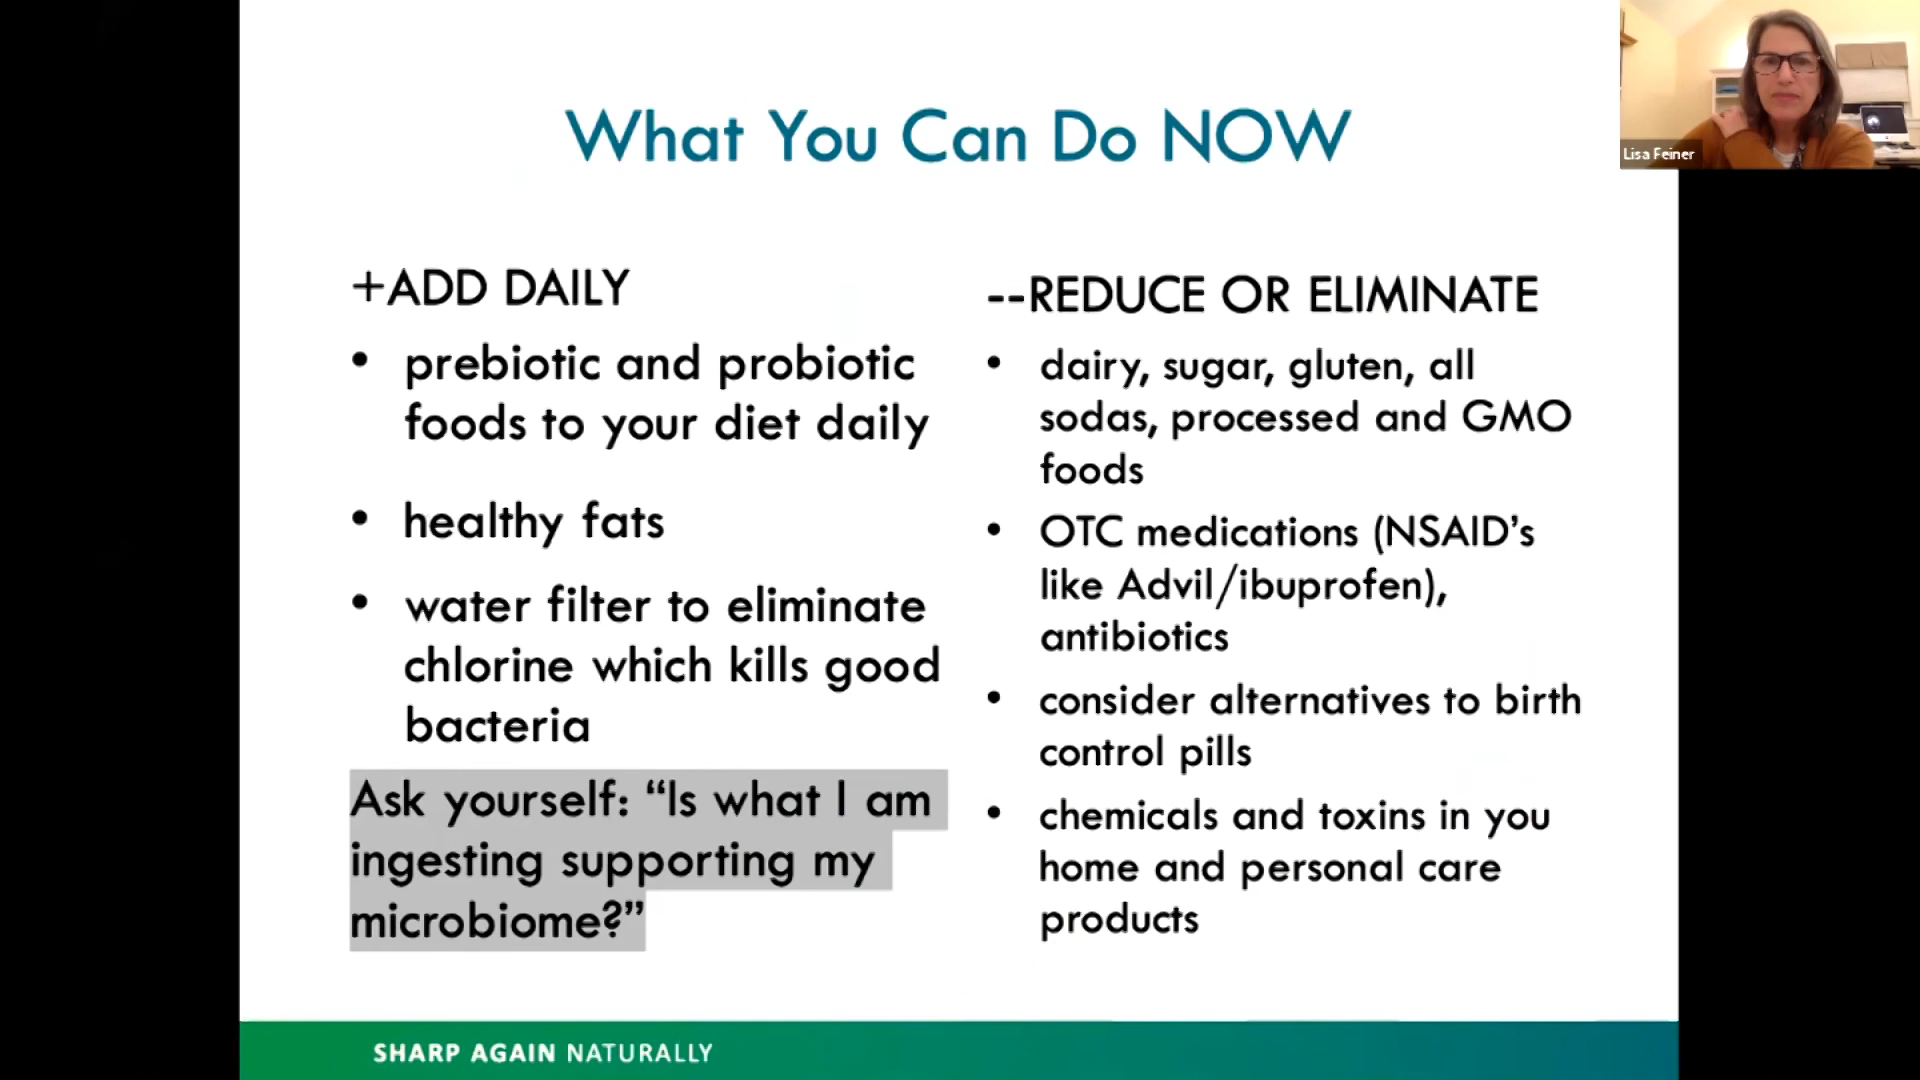 What You Can Do NOW
Lisa Feiner
+ADD DAILY
• prebiotic and probiotic
foods to your diet daily
• healthy fats
• water filter to eliminate
chlorine which kills good
bacteria
Ask yourself: “Is what I am
ingesting supporting my
microbiome?”
--REDUCE OR ELIMINATE
• dairy, sugar, gluten, all
sodas, processed and GMO
foods
• OTC medications (NSAID’s
like Advil/ibuprofen),
antibiotics
• consider alternatives to birth
control pills
• chemicals and toxins in you
home and personal care
products
SHARP AGAIN NATURALLY